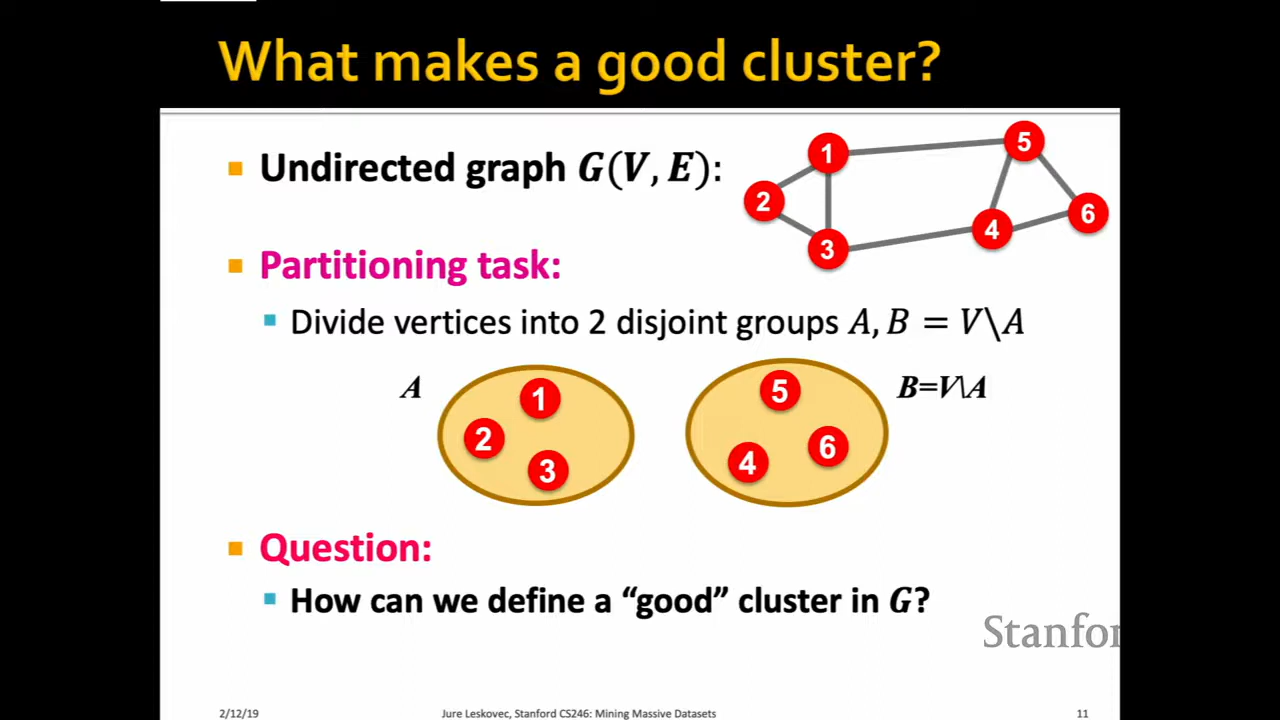 What makes a good cluster?
Undirected graph G(V, E):
1
5
2
6
4
3
Partitioning task:
Divide vertices into 2 disjoint groups A, B = V\A
A
1
2
3
5
4
6
B=V\A
Question:
How can we define a “good” cluster in G?
Stanfor
2/12/19
Jure Leskovec, Stanford CS246: Mining Massive Datasets
11